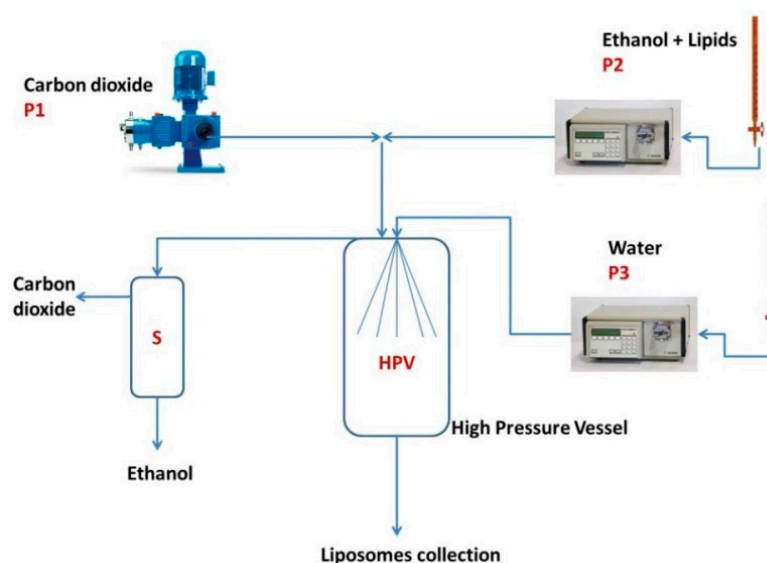 Carbon dioxide
P1
Ethanol + Lipids
P2
Water
P3
Carbon
dioxide
S
HPV
High Pressure Vessel
Ethanol
Liposomes collection